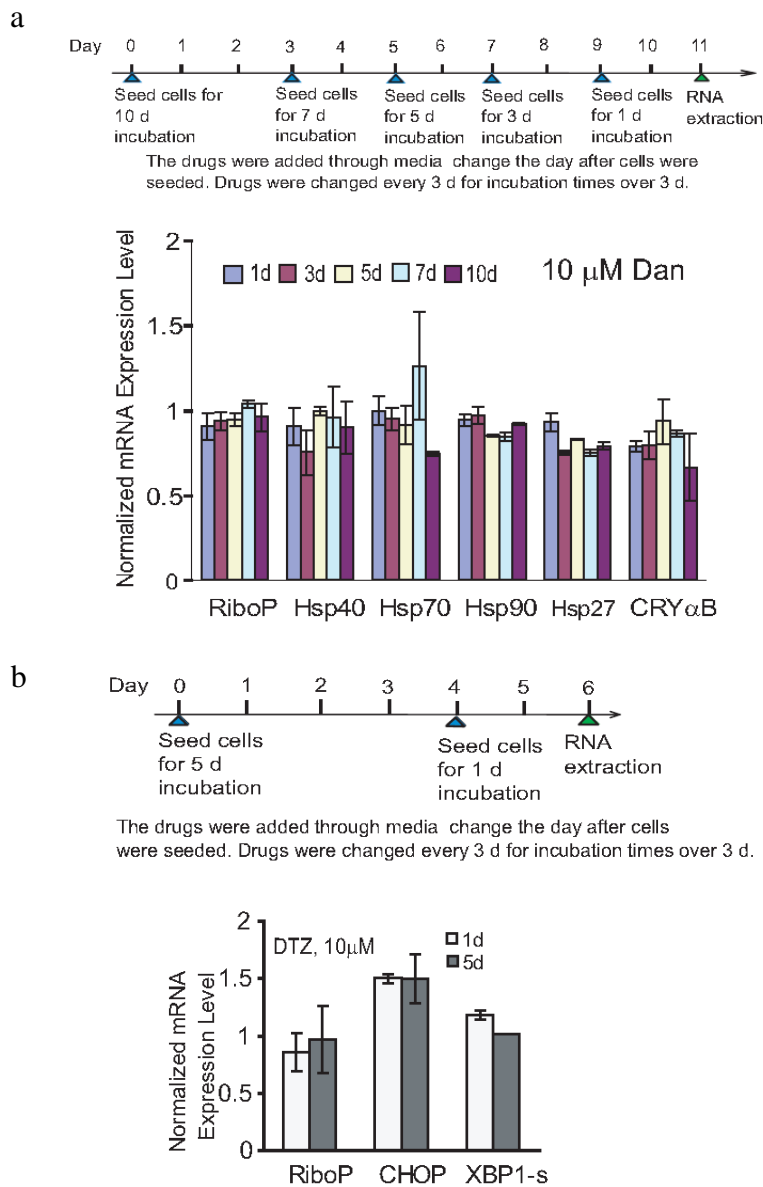 a
Day 0 1 2 3 4 5 6 7 8 9 10 11
Seed cells for
10 d
incubation
Seed cells
for 7 d
incubation
Seed cells
for 5 d
incubation
Seed cells
for 3 d
incubation
Seed cells
for 1 d
incubation
RNA
extraction
The drugs were added through media change the day after cells were
seeded. Drugs were changed every 3 d for incubation times over 3 d.
Normalized mRNA Expression Level
2
1.5
1
0.5
0
1d 3d 5d 7d 10d
10 μM Dan
RiboP Hsp40 Hsp70 Hsp90 Hsp27 CRYαB
b
Day 0 1 2 3 4 5 6
Seed cells
for 5 d
incubation
Seed cells
for 1 d
incubation
RNA
extraction
The drugs were added through media change the day after cells
were seeded. Drugs were changed every 3 d for incubation times over 3 d.
Normalized mRNA
Expression Level
2
1.5
1
0.5
0
DTZ, 10μM
1d
5d
RiboP CHOP XBP1-s